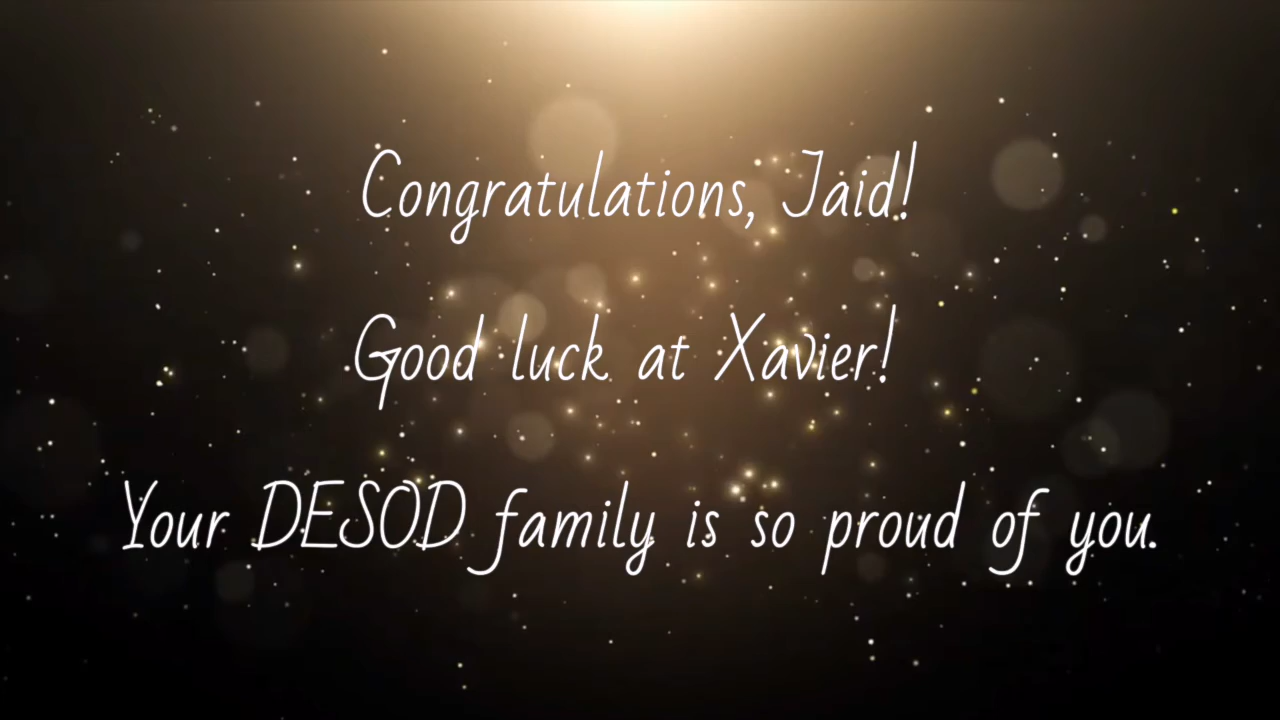 Congratulations, Jaid!
Good luck at Xavier!
Your DESOD family is so proud of you.